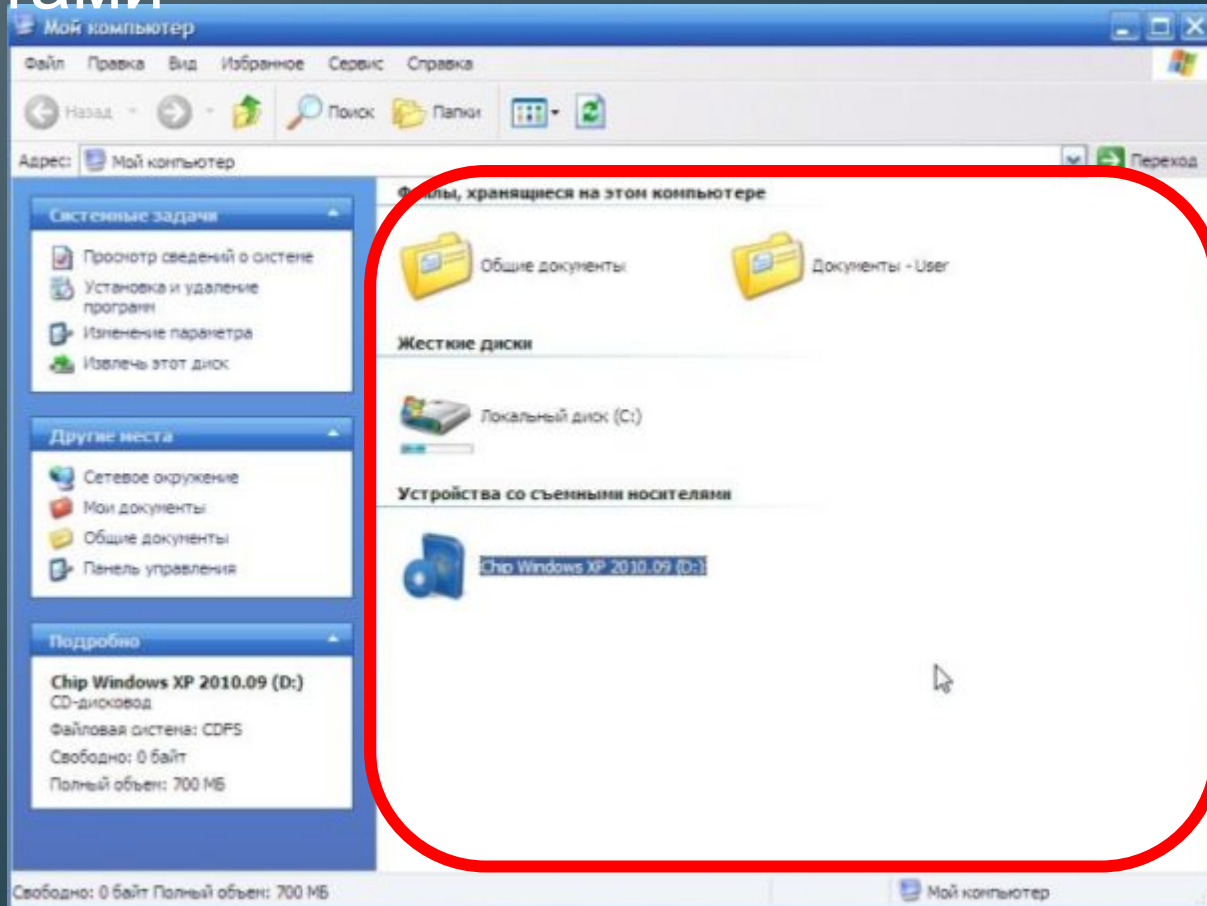 тами
Мой компьютер
Файл Правка Вид Избранное Сервис Справка
Назад Поиск Папки
Адрес: Мой компьютер Переход
Системные задачи
Просмотр сведений о системе
Установка и удаление
программ
Изменение параметра
Извлечь этот диск
Другие места
Сетевое окружение
Мои документы
Общие документы
Панель управления
Подробно
Chip Windows XP 2010.09 (D:)
CD-дисковод
Файловая система: CDFS
Свободно: 0 байт
Полный объем: 700 МБ
Файлы, хранящиеся на этом компьютере
Общие документы Документы - User
Жесткие диски
Локальный диск (C:)
Устройства со съемными носителями
Chip Windows XP 2010.09 (D:)
Свободно: 0 байт Полный объем: 700 МБ Мой компьютер